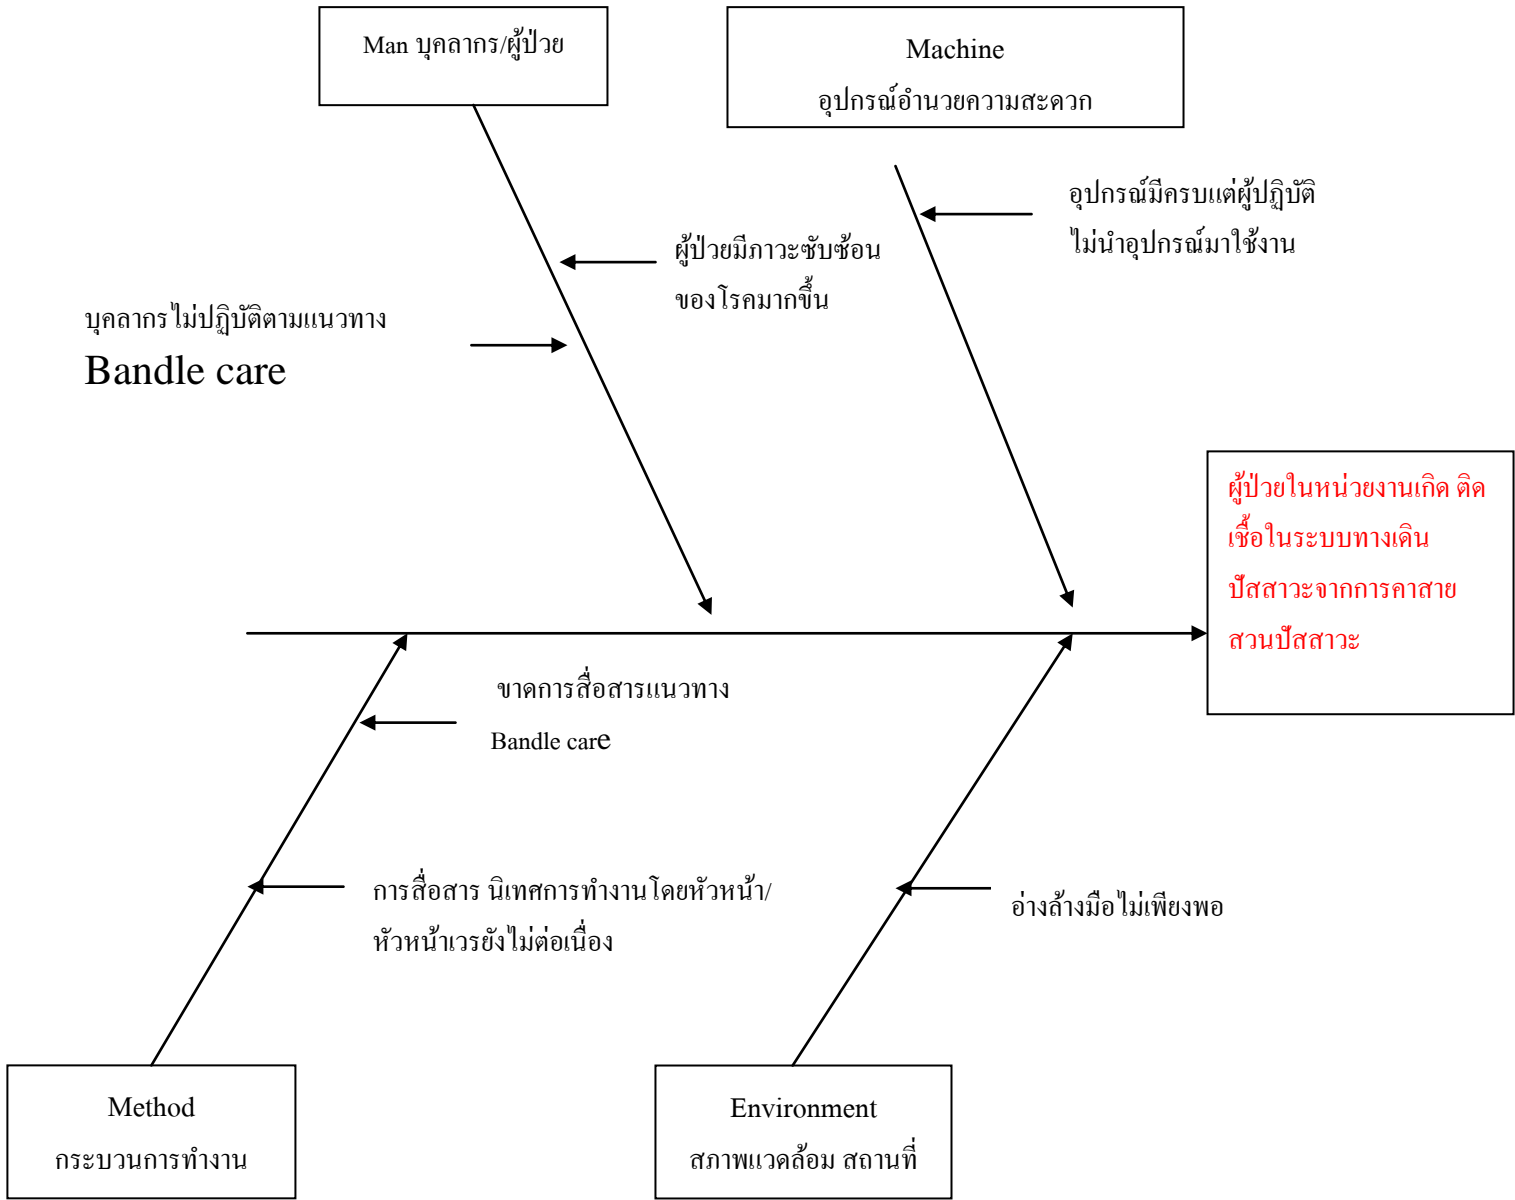 Man บุคลากร/ผู้ป่วย
Machine
อุปกรณ์อำนวยความสะดวก
อุปกรณ์มีครบแต่ผู้ปฏิบัติ
ไม่นำอุปกรณ์มาใช้งาน
ผู้ป่วยมีภาวะซับซ้อน
ของโรคมากขึ้น
บุคลากรไม่ปฏิบัติตามแนวทาง
Bandle care
ผู้ป่วยในหน่วยงานเกิด ติด
เชื้อในระบบทางเดิน
ปัสสาวะจากการคาสาย
สวนปัสสาวะ
ขาดการสื่อสารแนวทาง
Bandle care
การสื่อสาร นิเทศการทำงานโดยหัวหน้า/
หัวหน้าเวรยังไม่ต่อเนื่อง
อ่างล้างมือไม่เพียงพอ
Method
กระบวนการทำงาน
Environment
สภาพแวดล้อม สถานที่